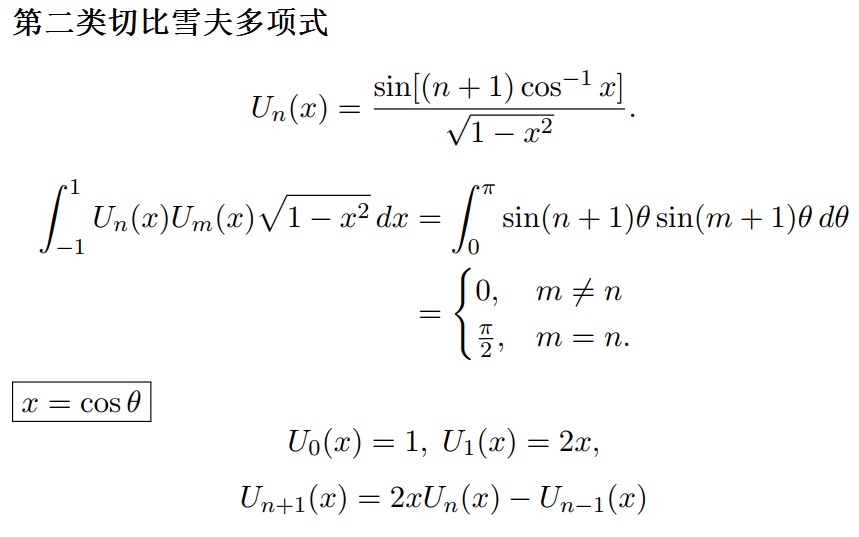 第二类切比雪夫多项式
$U_n(x) = \frac{\sin[(n+1)\cos^{-1} x]}{\sqrt{1-x^2}}.$
$\int_{-1}^{1} U_n(x)U_m(x)\sqrt{1-x^2}\,dx = \int_{0}^{\pi} \sin(n+1)\theta \sin(m+1)\theta\,d\theta$
$= \begin{cases} 0, & m \neq n \\ \frac{\pi}{2}, & m = n. \end{cases}$
$x = \cos\theta$
$U_0(x) = 1,\ U_1(x) = 2x,$
$U_{n+1}(x) = 2xU_n(x) - U_{n-1}(x)$